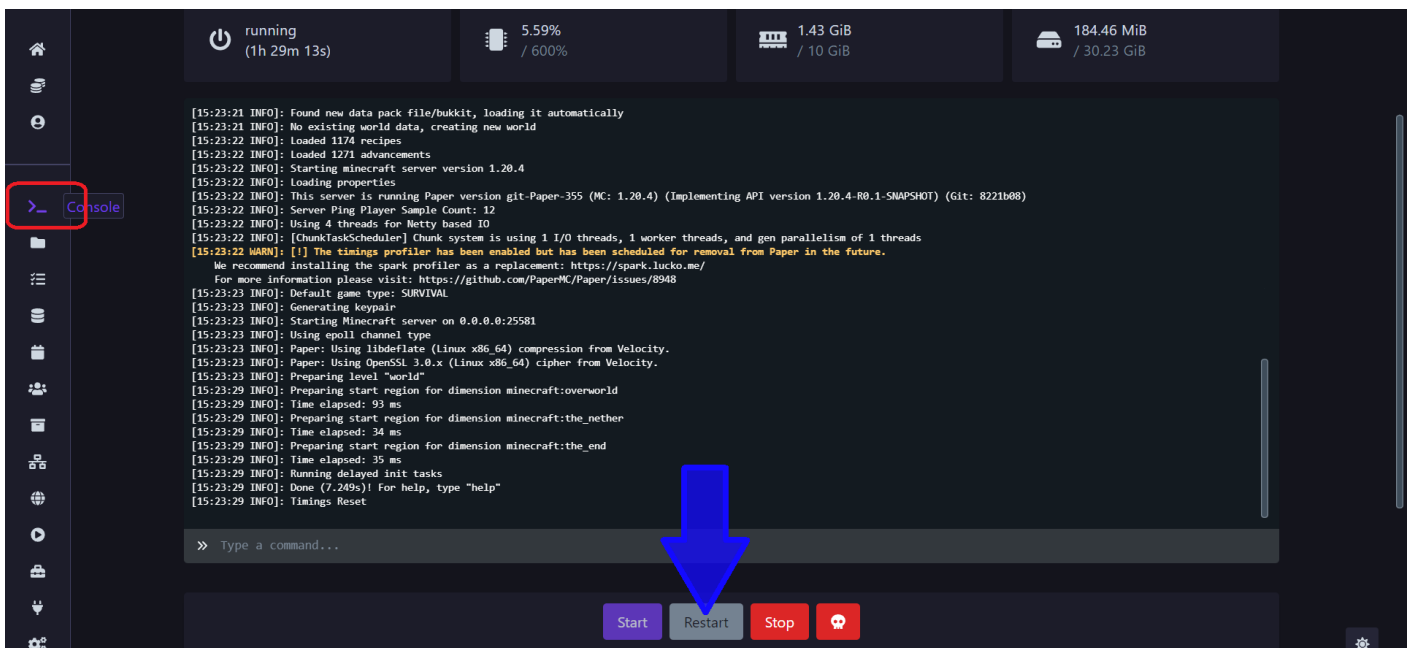 running
(1h 29m 13s)
5.59%
/ 600%
1.43 GiB
/ 10 GiB
184.46 MiB
/ 30.23 GiB
[15:23:21 INFO]: Found new data pack file/bukkit, loading it automatically
[15:23:21 INFO]: No existing world data, creating new world
[15:23:22 INFO]: Loaded 1174 recipes
[15:23:22 INFO]: Loaded 1271 advancements
[15:23:22 INFO]: Starting minecraft server version 1.20.4
[15:23:22 INFO]: Loading properties
[15:23:22 INFO]: This server is running Paper version git-Paper-355 (MC: 1.20.4) (Implementing API version 1.20.4-R0.1-SNAPSHOT) (Git: 8221b08)
[15:23:22 INFO]: Server Ping Player Sample Count: 12
[15:23:22 INFO]: Using 4 threads for Netty based IO
[15:23:22 INFO]: [ChunkTaskScheduler] Chunk system is using 1 I/O threads, 1 worker threads, and gen parallelism of 1 threads
[15:23:22 WARN]: [!] The timings profiler has been enabled but has been scheduled for removal from Paper in the future.
We recommend installing the spark profiler as a replacement: https://spark.lucko.me/
For more information please visit: https://github.com/PaperMC/Paper/issues/8948
[15:23:23 INFO]: Default game type: SURVIVAL
[15:23:23 INFO]: Generating keypair
[15:23:23 INFO]: Starting Minecraft server on 0.0.0.0:25581
[15:23:23 INFO]: Using epoll channel type
[15:23:23 INFO]: Paper: Using libdeflate (Linux x86_64) compression from Velocity.
[15:23:23 INFO]: Paper: Using OpenSSL 3.0.x (Linux x86_64) cipher from Velocity.
[15:23:23 INFO]: Preparing level "world"
[15:23:29 INFO]: Preparing start region for dimension minecraft:overworld
[15:23:29 INFO]: Time elapsed: 93 ms
[15:23:29 INFO]: Preparing start region for dimension minecraft:the_nether
[15:23:29 INFO]: Time elapsed: 34 ms
[15:23:29 INFO]: Preparing start region for dimension minecraft:the_end
[15:23:29 INFO]: Time elapsed: 35 ms
[15:23:29 INFO]: Running delayed init tasks
[15:23:29 INFO]: Done (7.249s)! For help, type "help"
[15:23:29 INFO]: Timings Reset
Console
» Type a command...
Start
Restart
Stop